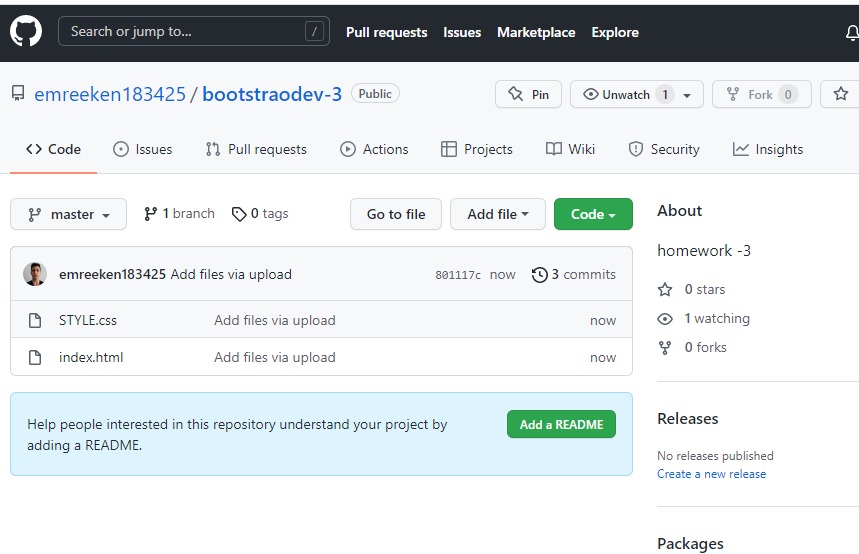 Search or jump to... /
Pull requests Issues Marketplace Explore
emreeken183425 / bootstraodev-3 Public
Pin Unwatch 1 Fork 0
Code Issues Pull requests Actions Projects Wiki Security Insights
master 1 branch 0 tags Go to file Add file Code
emreeken183425 Add files via upload 801117c now 3 commits
STYLE.css Add files via upload now
index.html Add files via upload now
Help people interested in this repository understand your project by
adding a README.
Add a README
About
homework -3
0 stars
1 watching
0 forks
Releases
No releases published
Create a new release
Packages